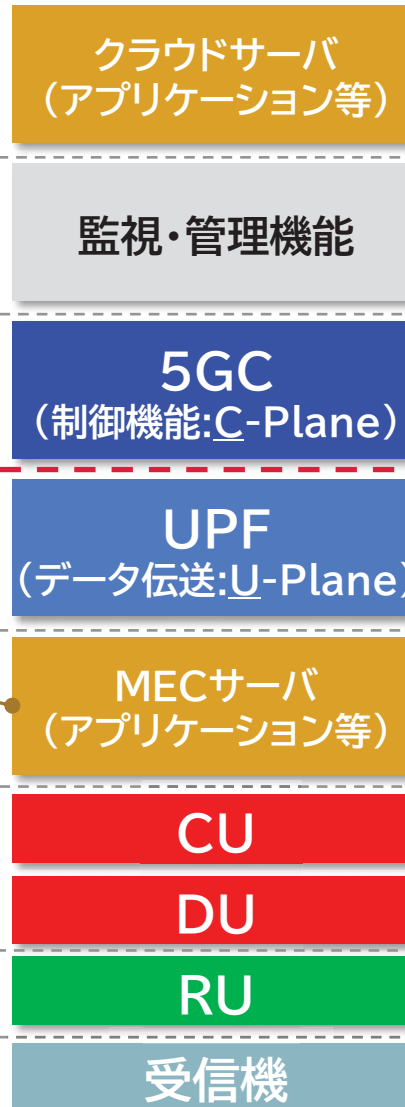 クラウドサーバ
（アプリケーション等）
監視・管理機能
5GC
（制御機能:C-Plane）
UPF
（データ伝送:U-Plane）
MECサーバ
（アプリケーション等）
CU
DU
RU
受信機